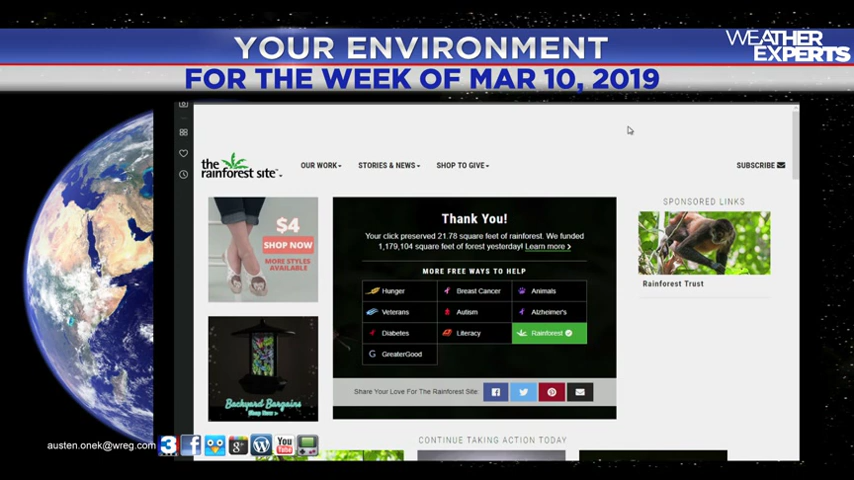 YOUR ENVIRONMENT
WEATHER
EXPERTS
FOR THE WEEK OF MAR 10, 2019
the
rainforest site
OUR WORK
STORIES & NEWS
SHOP TO GIVE
SUBSCRIBE
$4
SHOP NOW
MORE STYLES
AVAILABLE
Thank You!
Your click preserved 21.78 square feet of rainforest. We funded
1,179,104 square feet of forest yesterday! Learn more >
MORE FREE WAYS TO HELP
Hunger
Breast Cancer
Animals
Veterans
Autism
Alzheimer's
Diabetes
Literacy
Rainforest
G GreaterGood
Share Your Love For The Rainforest Site:
SPONSORED LINKS
Rainforest Trust
Backyard Bargains
Shop Now >
CONTINUE TAKING ACTION TODAY
austen.onek@wreg.com
3
f
g+
W
You
Tube